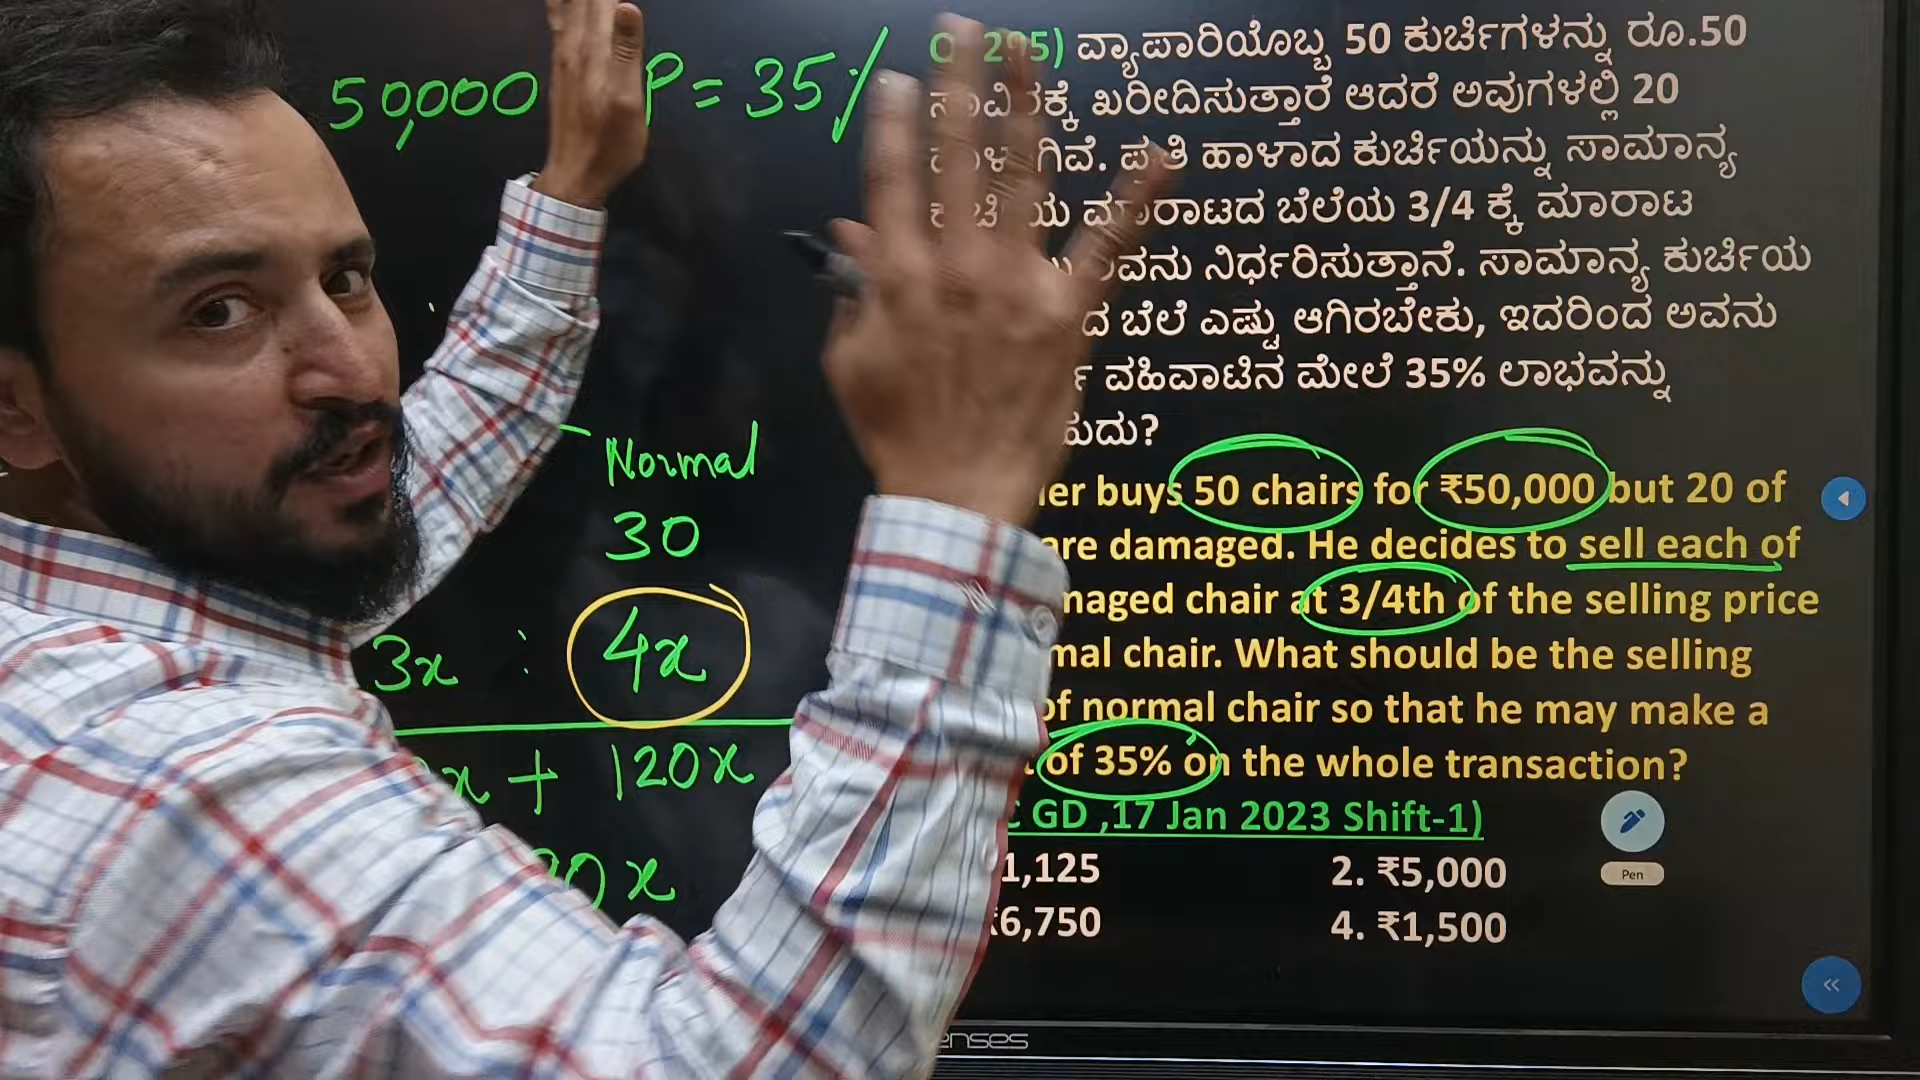 50,000 P = 35%
295) ವ್ಯಾಪಾರಿಯೊಬ್ಬ 50 ಕುರ್ಚಿಗಳನ್ನು ರೂ.50
ಖರೀದಿಸುತ್ತಾರೆ ಆದರೆ ಅವುಗಳಲ್ಲಿ 20
ಪ್ರತಿ ಹಾಳಾದ ಕುರ್ಚಿಯನ್ನು ಸಾಮಾನ್ಯ
ಮಾರಾಟದ ಬೆಲೆಯ 3/4 ಕ್ಕೆ ಮಾರಾಟ
ಅವನು ನಿರ್ಧರಿಸುತ್ತಾನೆ. ಸಾಮಾನ್ಯ ಕುರ್ಚಿಯ
ಬೆಲೆ ಎಷ್ಟು ಆಗಿರಬೇಕು, ಇದರಿಂದ ಅವನು
ವಹಿವಾಟಿನ ಮೇಲೆ 35% ಲಾಭವನ್ನು
buys 50 chairs for ₹50,000 but 20 of
are damaged. He decides to sell each of
chair at 3/4th of the selling price
chair. What should be the selling
of normal chair so that he may make a
of 35% on the whole transaction?
GD ,17 Jan 2023 Shift-1)
1,125 2. ₹5,000
₹6,750 4. ₹1,500
Normal
30
3x : 4x
x + 120x
Pen